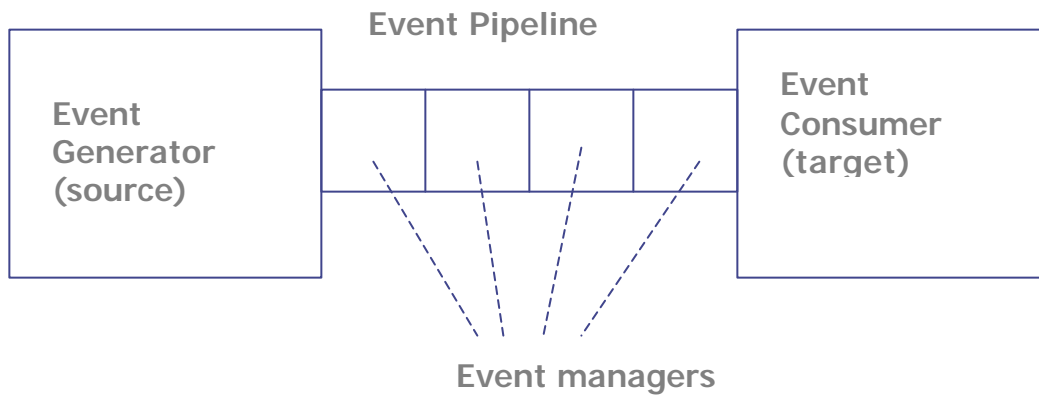 Event Pipeline
Event
Generator
(source)
Event
Consumer
(target)
Event managers